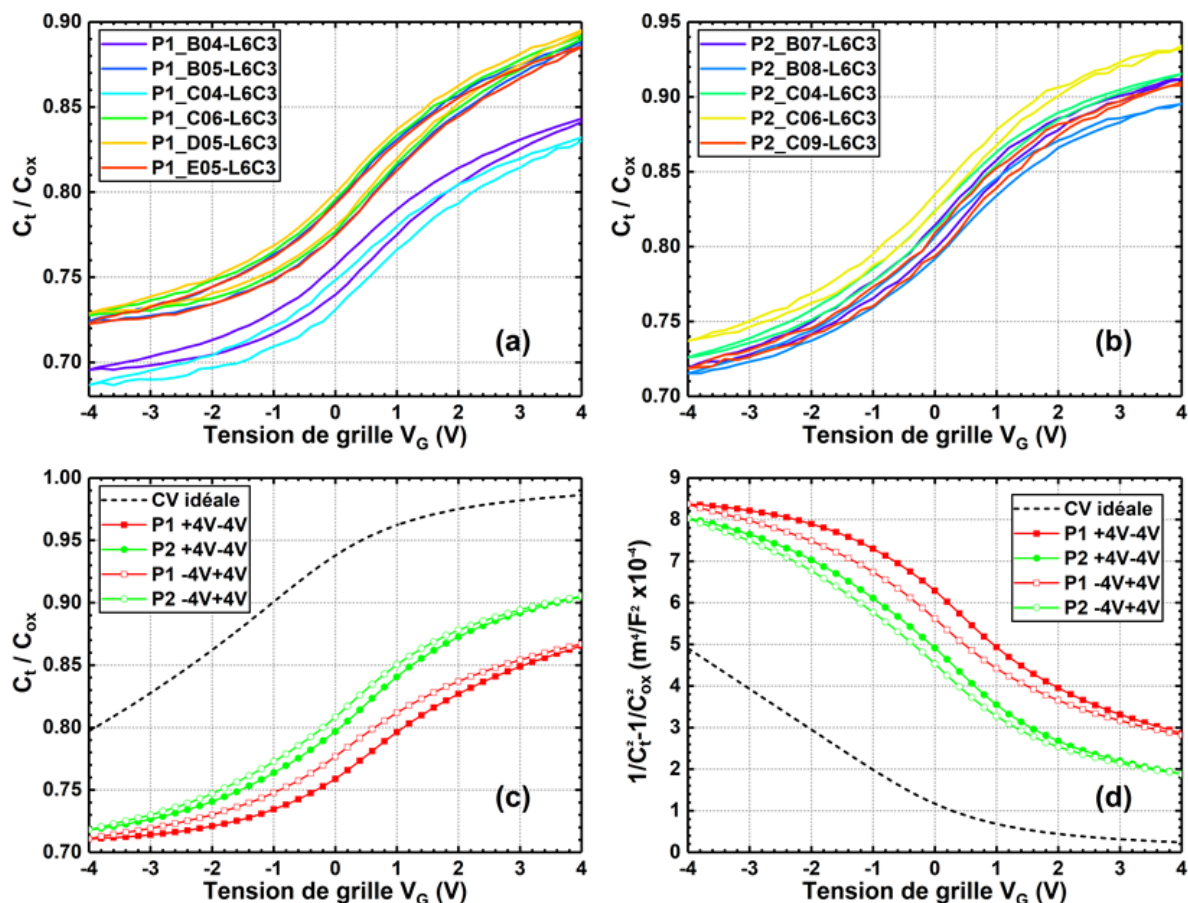 0.90
0.85
0.80
0.75
0.70
C_t / C_ox
P1_B04-L6C3
P1_B05-L6C3
P1_C04-L6C3
P1_C06-L6C3
P1_D05-L6C3
P1_E05-L6C3
(a)
-4 -3 -2 -1 0 1 2 3 4
Tension de grille V_G (V)
0.95
0.90
0.85
0.80
0.75
0.70
C_t / C_ox
P2_B07-L6C3
P2_B08-L6C3
P2_C04-L6C3
P2_C06-L6C3
P2_C09-L6C3
(b)
-4 -3 -2 -1 0 1 2 3 4
Tension de grille V_G (V)
1.00
0.95
0.90
0.85
0.80
0.75
0.70
C_t / C_ox
CV idéale
P1 +4V-4V
P2 +4V-4V
P1 -4V+4V
P2 -4V+4V
(c)
-4 -3 -2 -1 0 1 2 3 4
Tension de grille V_G (V)
9
8
7
6
5
4
3
2
1
0
1/C_t²-1/C_ox² (m⁴/F² x10⁻⁴)
CV idéale
P1 +4V-4V
P2 +4V-4V
P1 -4V+4V
P2 -4V+4V
(d)
-4 -3 -2 -1 0 1 2 3 4
Tension de grille V_G (V)